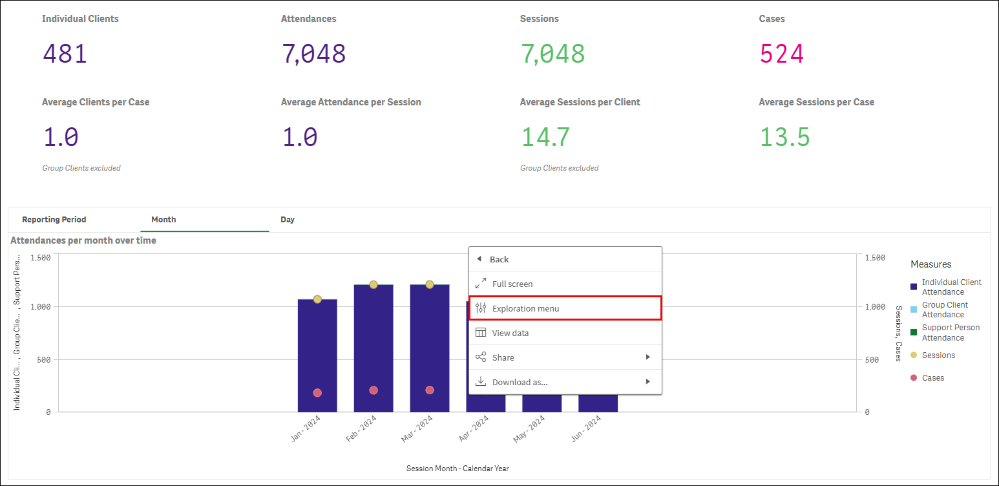 Individual Clients
Attendances
Sessions
Cases
481
7,048
7,048
524
Average Clients per Case
Average Attendance per Session
Average Sessions per Client
Average Sessions per Case
1.0
1.0
14.7
13.5
Group Clients excluded
Group Clients excluded
Reporting Period
Month
Day
Attendances per month over time
Individual Cli... , Group Clie... , Support Pers...
1,500
1,000
500
0
Back
Full screen
Exploration menu
View data
Share
Download as...
1,500
1,000
500
0
Sessions, Cases
Measures
Individual Client
Attendance
Group Client
Attendance
Support Person
Attendance
Sessions
Cases
Jan - 2024
Feb - 2024
Mar - 2024
Apr - 2024
May - 2024
Jun - 2024
Session Month - Calendar Year